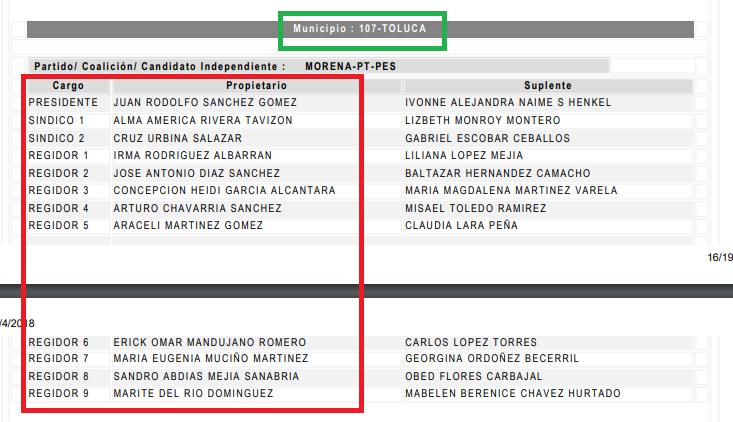 Municipio : 107-TOLUCA
Partido/ Coalición/ Candidato Independiente : MORENA-PT-PES
Cargo Propietario Suplente
PRESIDENTE JUAN RODOLFO SANCHEZ GOMEZ IVONNE ALEJANDRA NAIME S HENKEL
SINDICO 1 ALMA AMERICA RIVERA TAVIZON LIZBETH MONROY MONTERO
SINDICO 2 CRUZ URBINA SALAZAR GABRIEL ESCOBAR CEBALLOS
REGIDOR 1 IRMA RODRIGUEZ ALBARRAN LILIANA LOPEZ MEJIA
REGIDOR 2 JOSE ANTONIO DIAZ SANCHEZ BALTAZAR HERNANDEZ CAMACHO
REGIDOR 3 CONCEPCION HEIDI GARCIA ALCANTARA MARIA MAGDALENA MARTINEZ VARELA
REGIDOR 4 ARTURO CHAVARRIA SANCHEZ MISAEL TOLEDO RAMIREZ
REGIDOR 5 ARACELI MARTINEZ GOMEZ CLAUDIA LARA PEÑA
16/19
/4/2018
REGIDOR 6 ERICK OMAR MANDUJANO ROMERO CARLOS LOPEZ TORRES
REGIDOR 7 MARIA EUGENIA MUCIÑO MARTINEZ GEORGINA ORDOÑEZ BECERRIL
REGIDOR 8 SANDRO ABDIAS MEJIA SANABRIA OBED FLORES CARBAJAL
REGIDOR 9 MARITE DEL RIO DOMINGUEZ MABELEN BERENICE CHAVEZ HURTADO